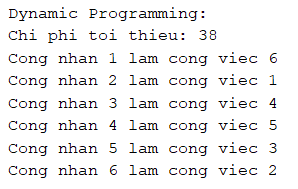 Dynamic Programming:
Chi phi toi thieu: 38
Cong nhan 1 lam cong viec 6
Cong nhan 2 lam cong viec 1
Cong nhan 3 lam cong viec 4
Cong nhan 4 lam cong viec 5
Cong nhan 5 lam cong viec 3
Cong nhan 6 lam cong viec 2